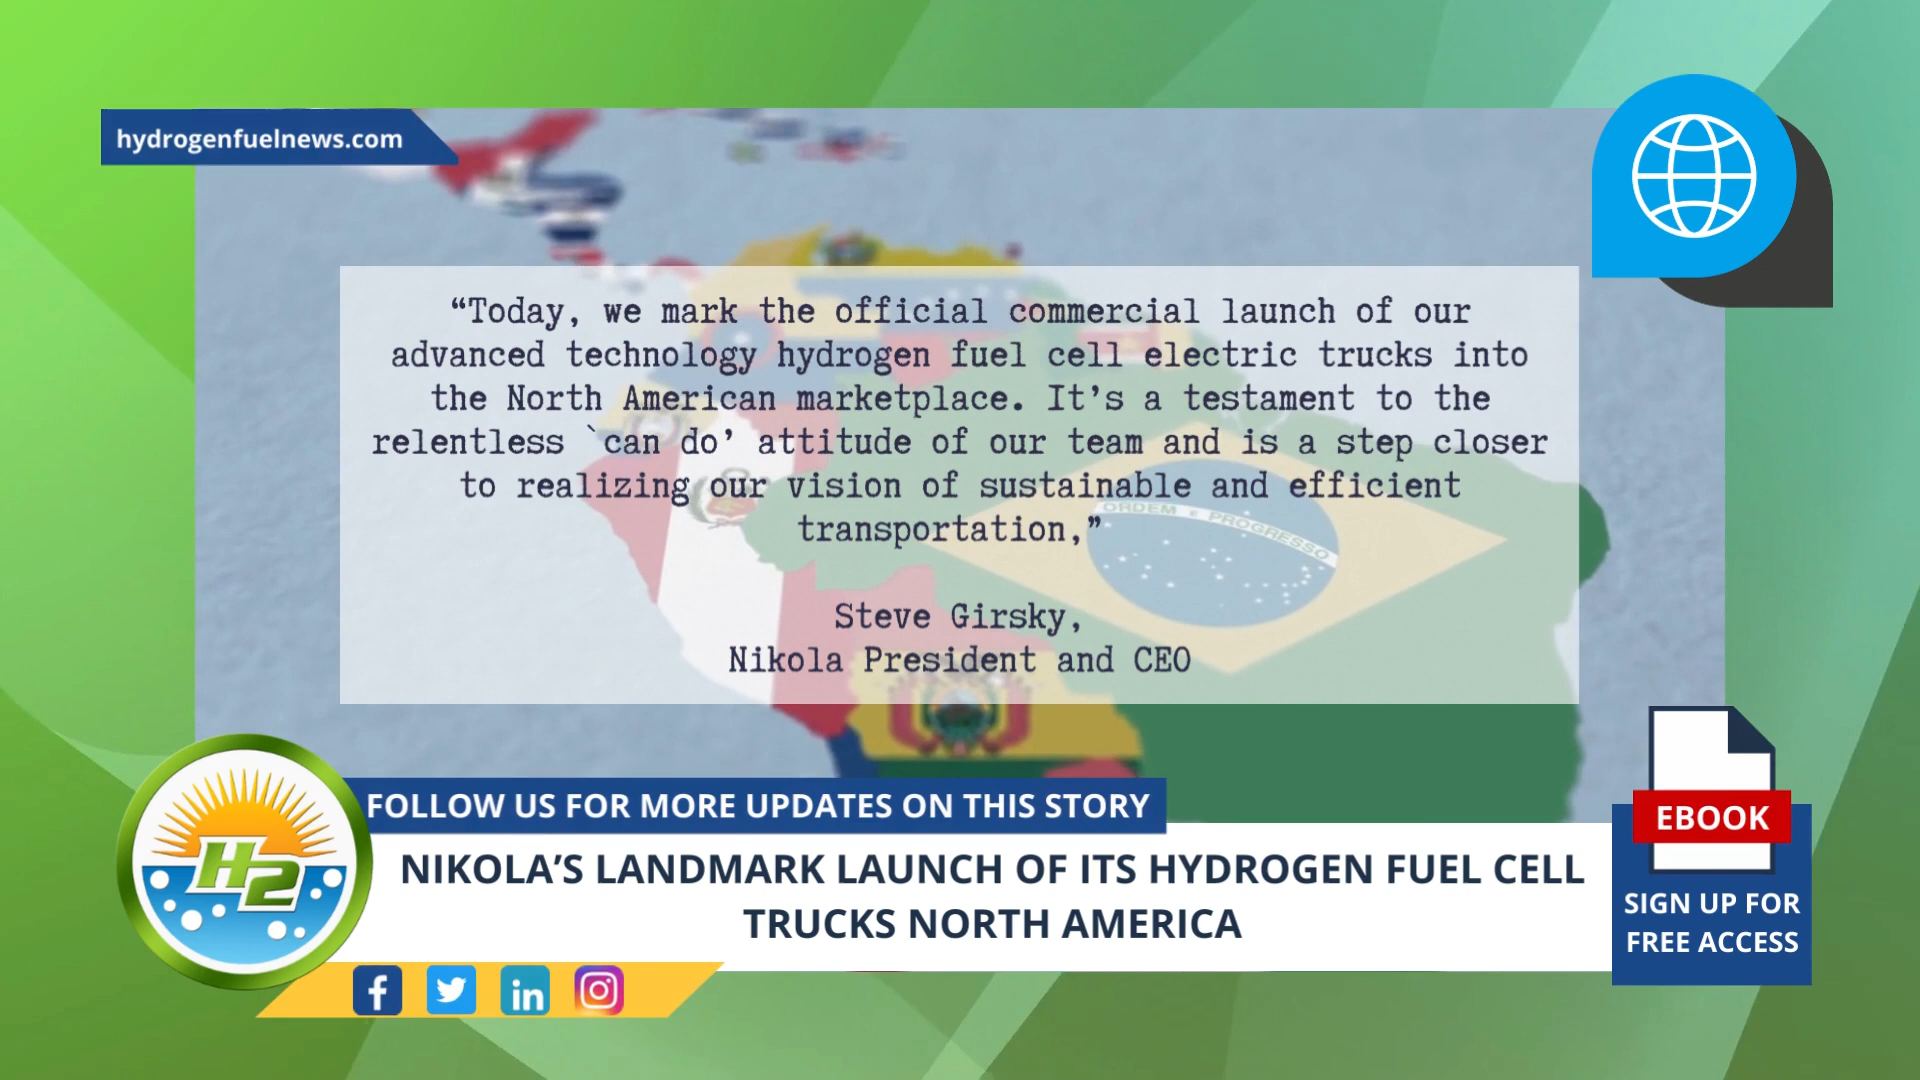 hydrogenfuelnews.com
“Today, we mark the official commercial launch of our
advanced technology hydrogen fuel cell electric trucks into
the North American marketplace. It’s a testament to the
relentless `can do’ attitude of our team and is a step closer
to realizing our vision of sustainable and efficient
transportation,”
ORDEM E PROGRESSO
Steve Girsky,
Nikola President and CEO
FOLLOW US FOR MORE UPDATES ON THIS STORY
NIKOLA’S LANDMARK LAUNCH OF ITS HYDROGEN FUEL CELL
TRUCKS NORTH AMERICA
H2
f
in
EBOOK
SIGN UP FOR
FREE ACCESS